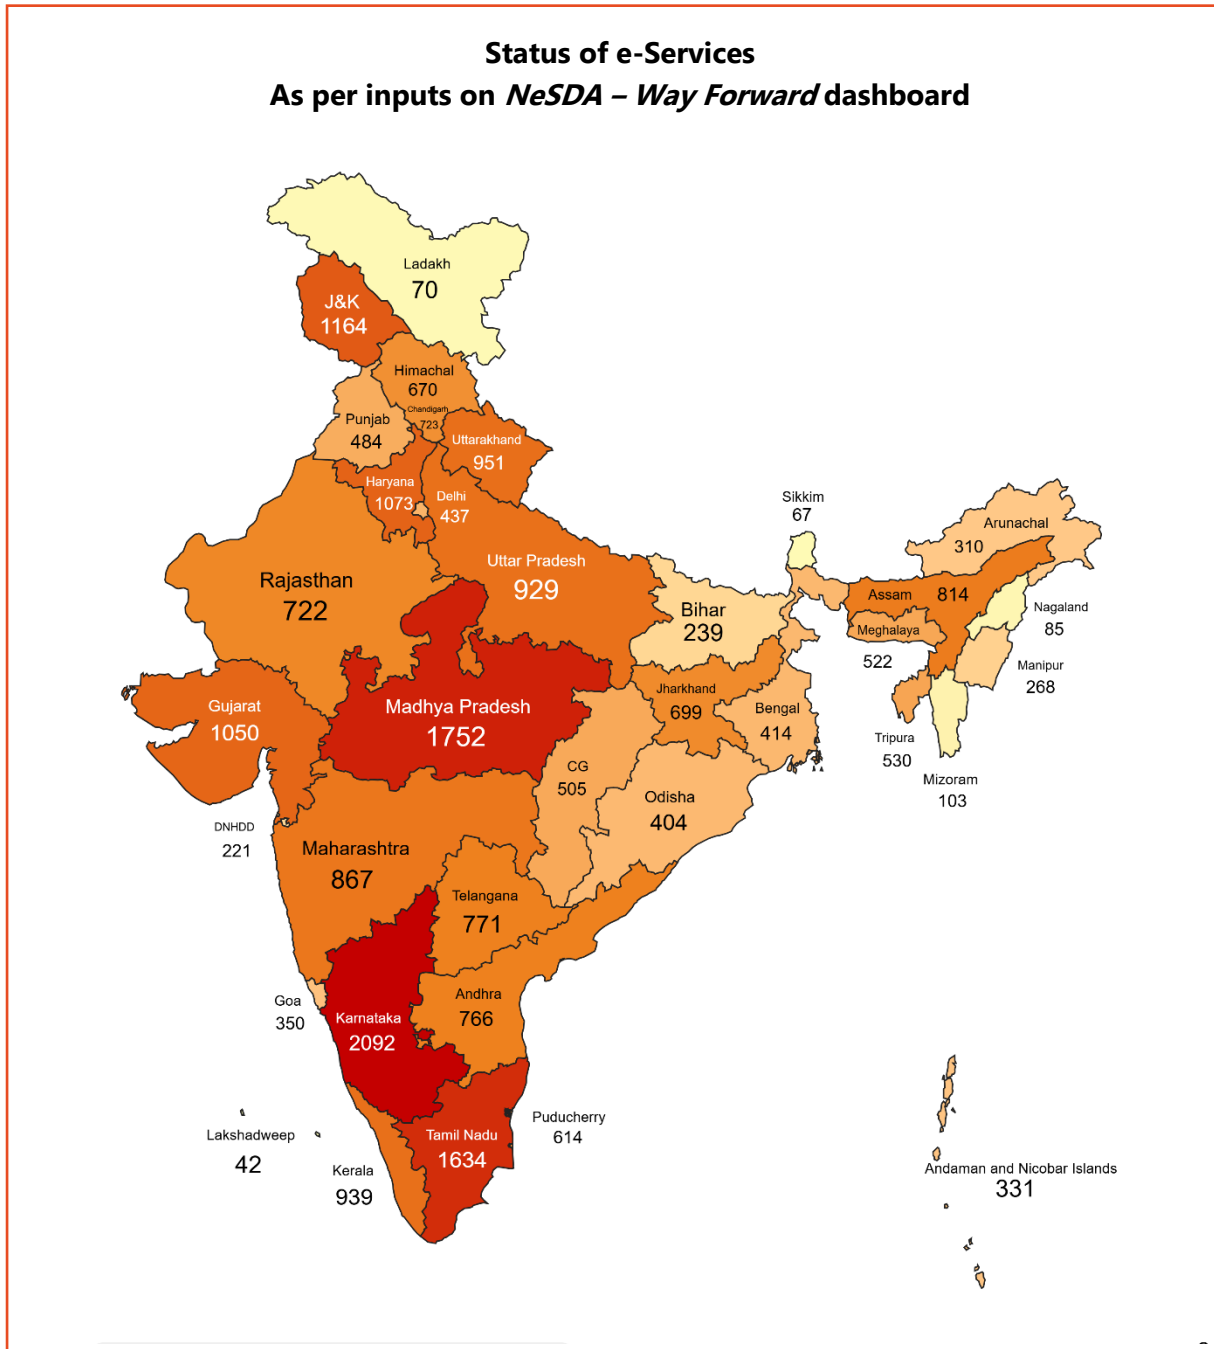 Status of e-Services
As per inputs on NeSDA – Way Forward dashboard
Ladakh
70
J&K
1164
Himachal
670
Chandigarh
723
Punjab
484
Uttarakhand
951
Haryana
1073
Delhi
437
Sikkim
67
Arunachal
310
Uttar Pradesh
929
Rajasthan
722
Bihar
239
Assam 814
Nagaland
85
Meghalaya
522
Manipur
268
Jharkhand
699
Gujarat
1050
Madhya Pradesh
1752
Bengal
414
Tripura
530
Mizoram
103
CG
505
Odisha
404
DNHDD
221
Maharashtra
867
Telangana
771
Goa
350
Karnataka
2092
Andhra
766
Puducherry
614
Lakshadweep
42
Tamil Nadu
1634
Kerala
939
Andaman and Nicobar Islands
331